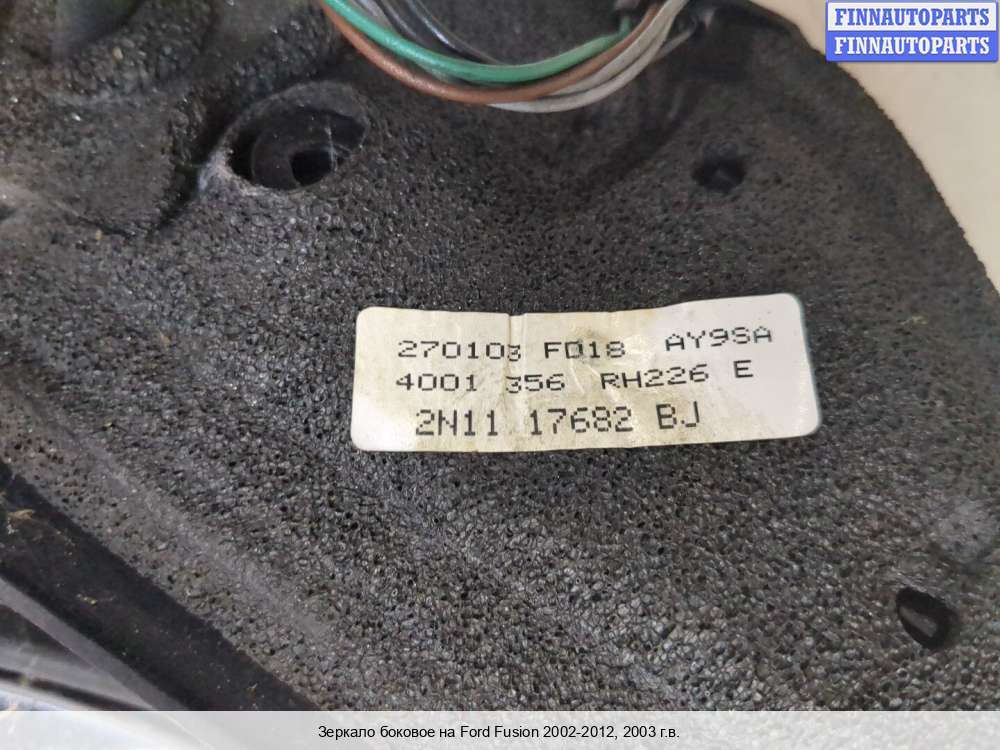 FINNAUTOPARTS
FINNAUTOPARTS
270103 FD18 AY9SA
4001 356 RH226 E
2N11 17682 BJ
Зеркало боковое на Ford Fusion 2002-2012, 2003 г.в.